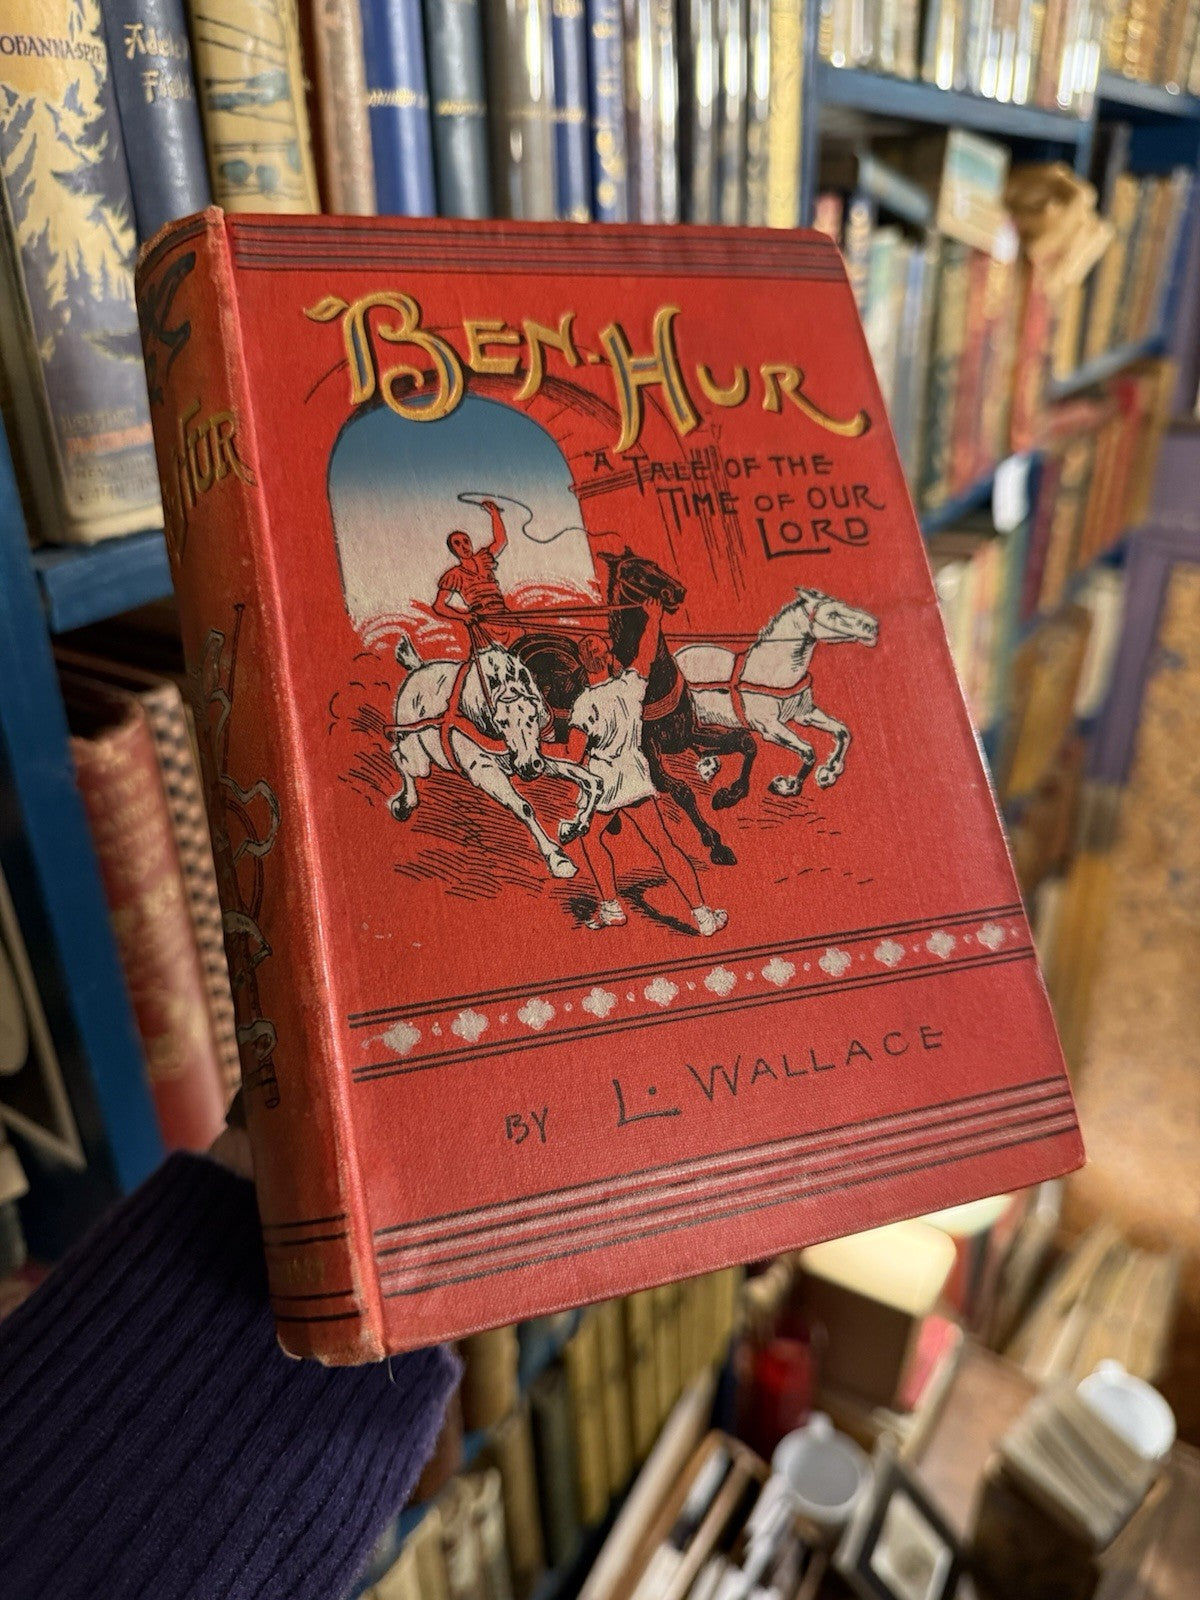 BEN-HUR
A TALE OF THE
TIME OF OUR
LORD
BY L. WALLACE
HUR